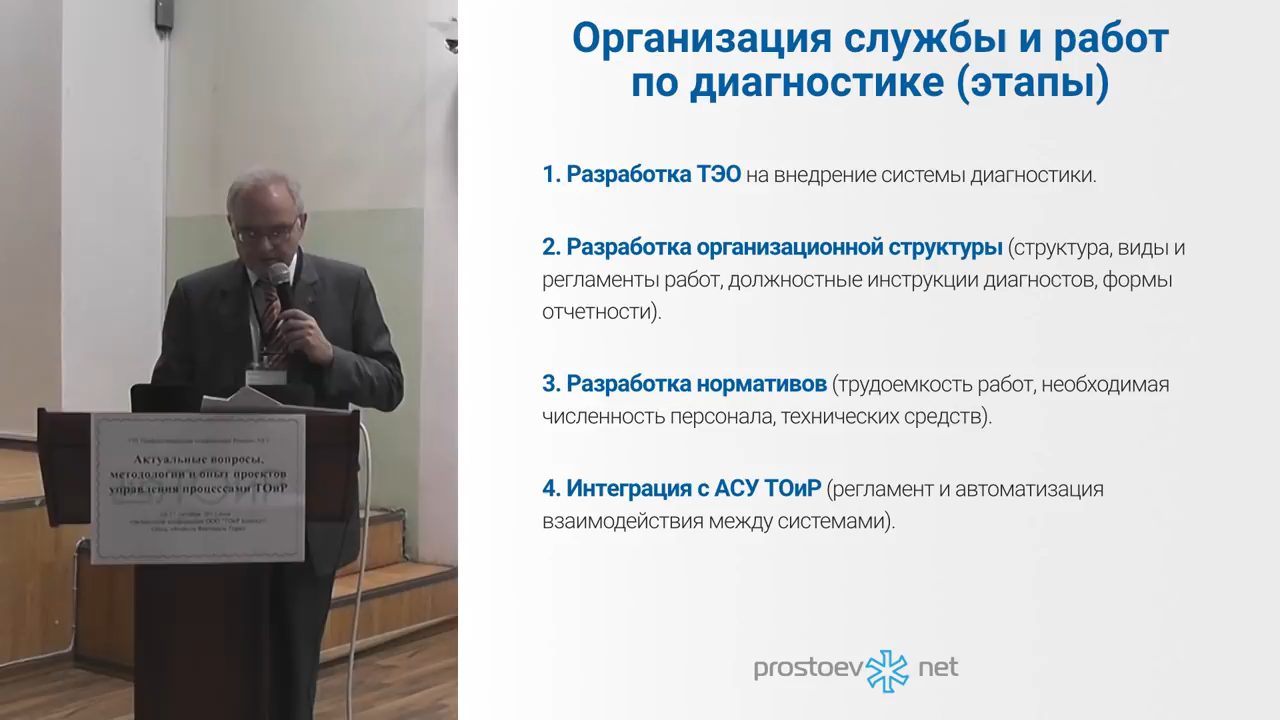 Организация службы и работ
по диагностике (этапы)
1. Разработка ТЭО на внедрение системы диагностики.
2. Разработка организационной структуры (структура, виды и
регламенты работ, должностные инструкции диагностов, формы
отчетности).
3. Разработка нормативов (трудоемкость работ, необходимая
численность персонала, технических средств).
4. Интеграция с АСУ ТОиР (регламент и автоматизация
взаимодействия между системами).
prostoev net
Актуальные вопросы,
методологии и опыт проектов
управления процессами ТОиР